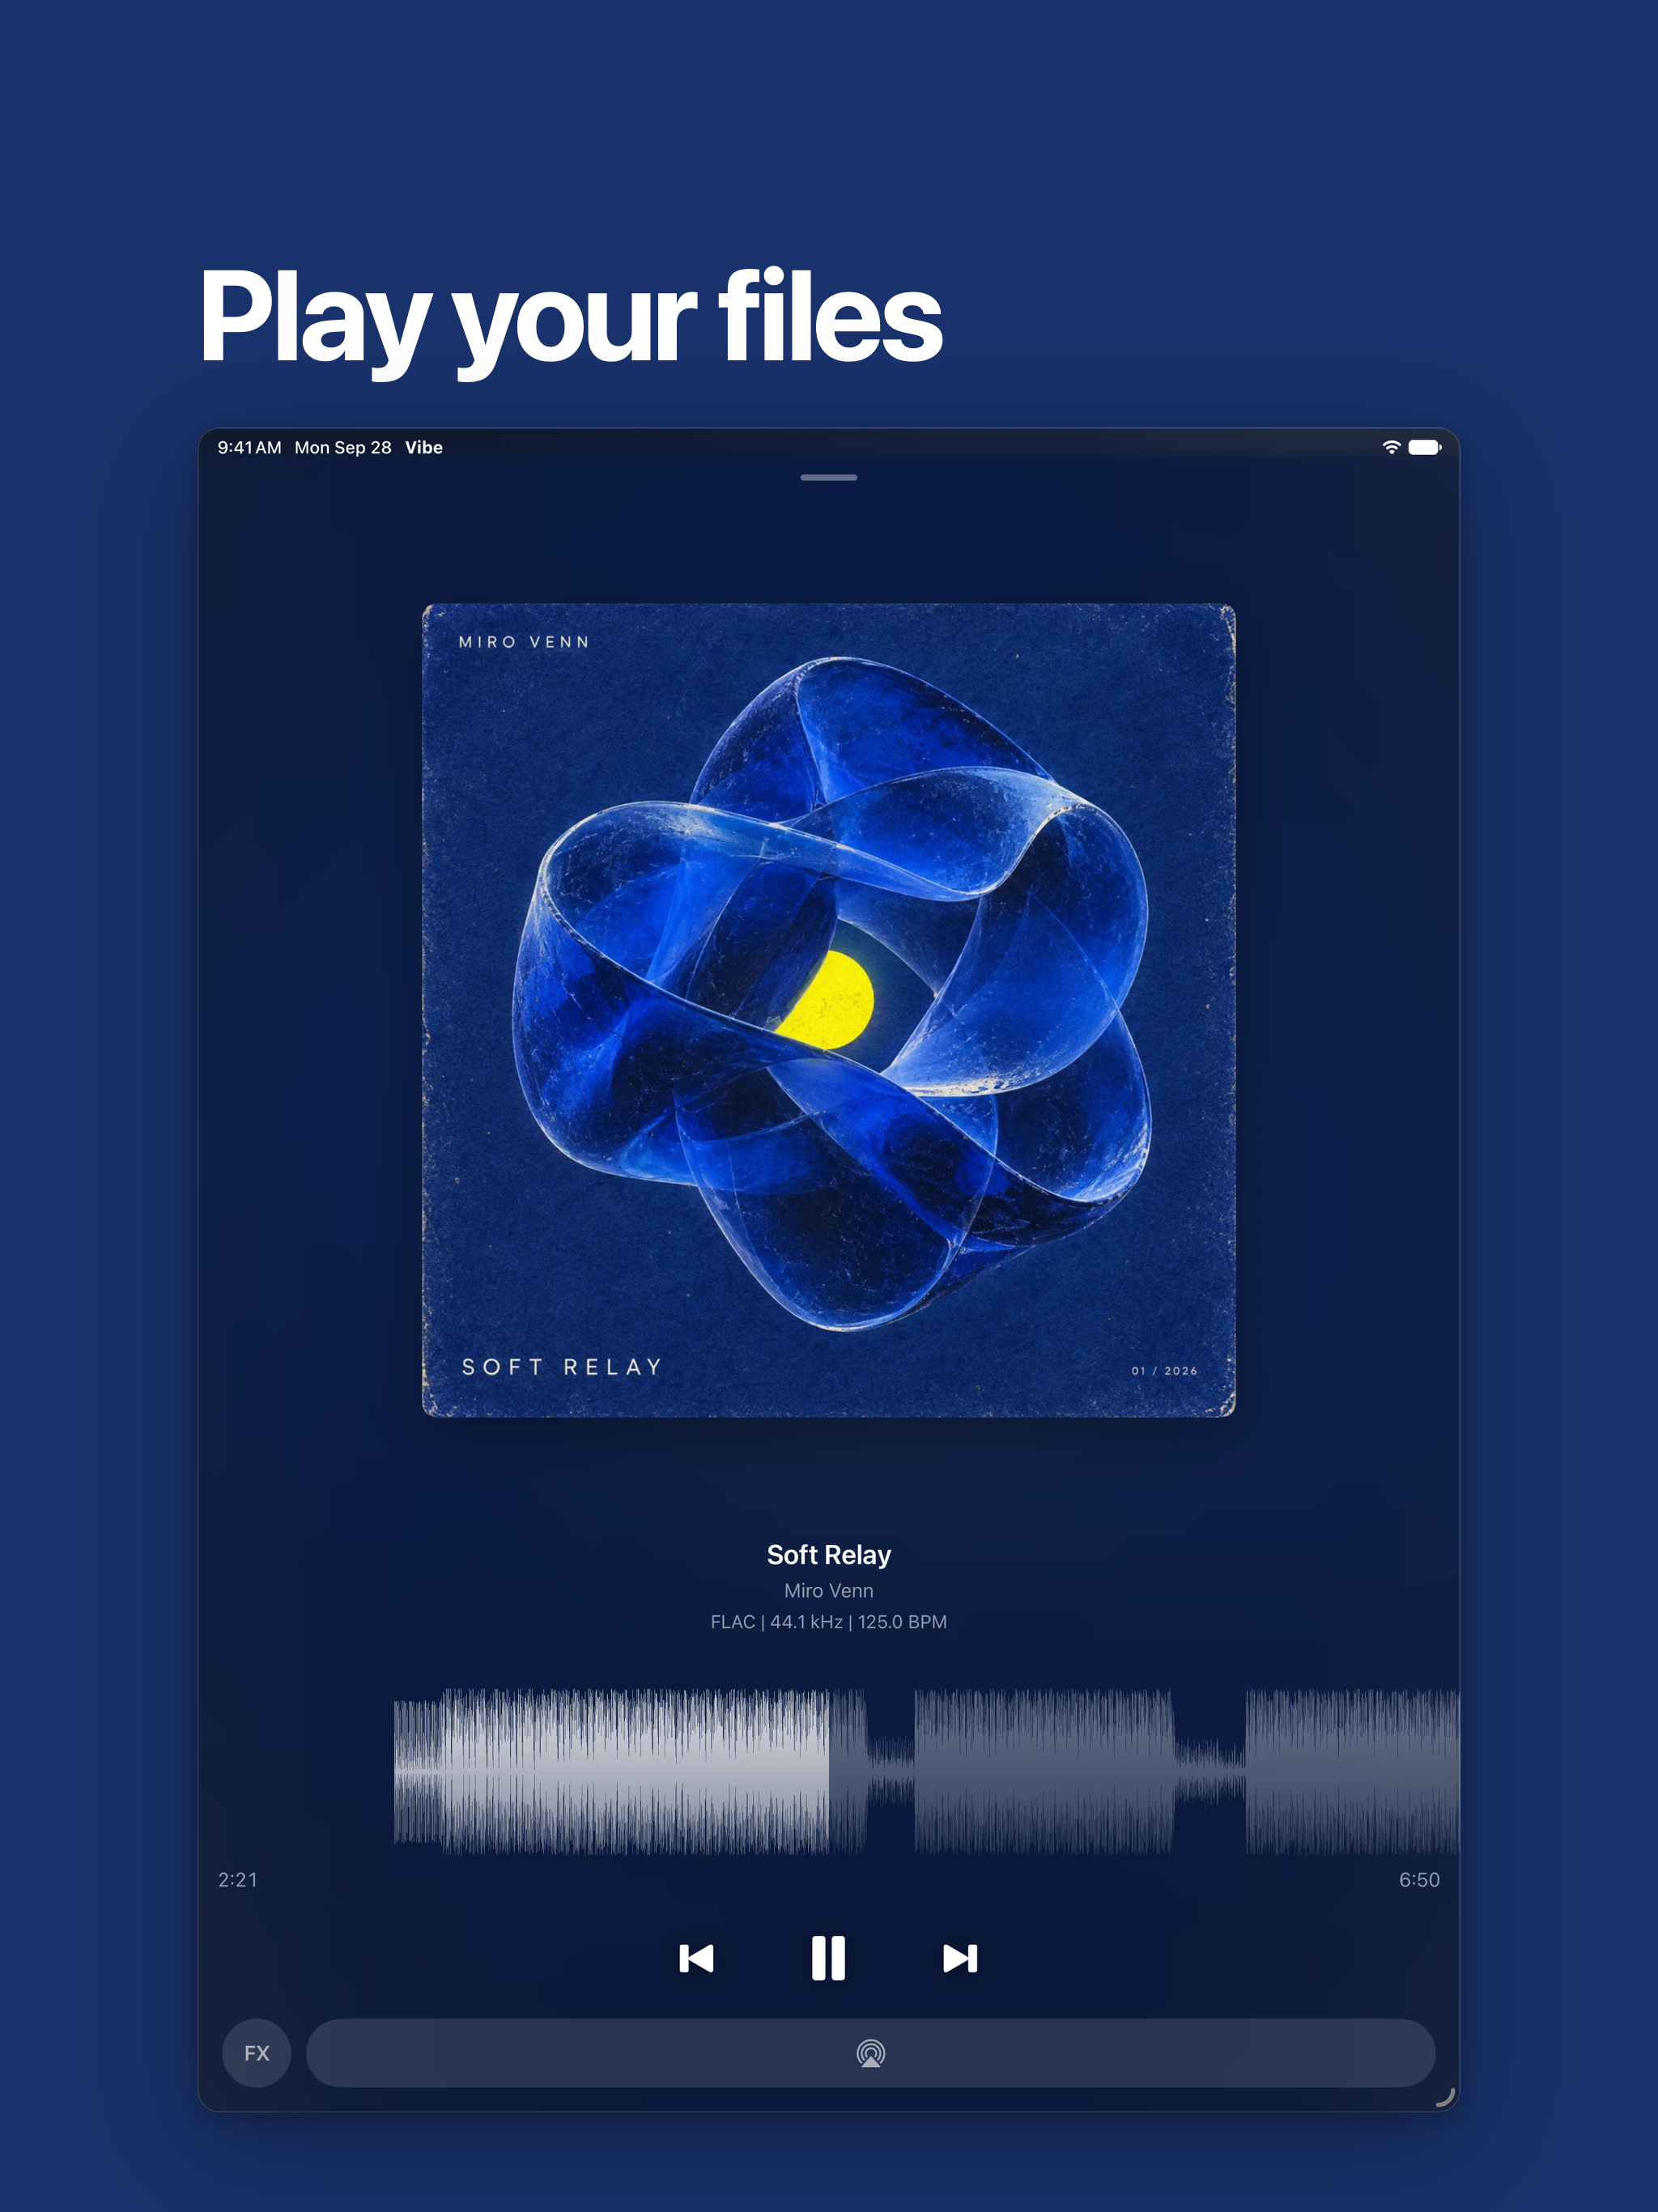 Play your files
9:41 AM Mon Sep 28 Vibe
MIRO VENN
SOFT RELAY
01 / 2026
Soft Relay
Miro Venn
FLAC | 44.1 kHz | 125.0 BPM
2:21
6:50
FX